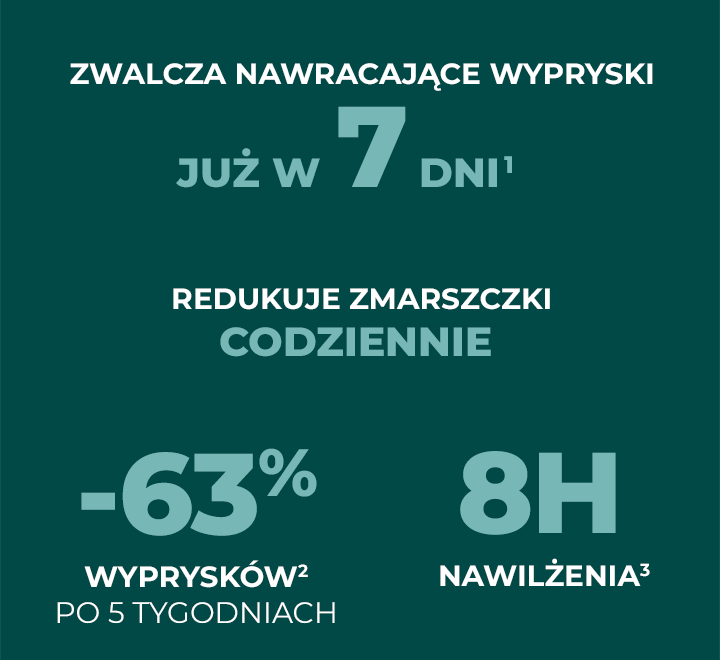 ZWALCZA NAWRACAJĄCE WYPRYSKI
JUŻ W 7 DNI¹
REDUKUJE ZMARSZCZKI
CODZIENNIE
-63%
WYPRYSKÓW²
PO 5 TYGODNIACH
8H
NAWILŻENIA³